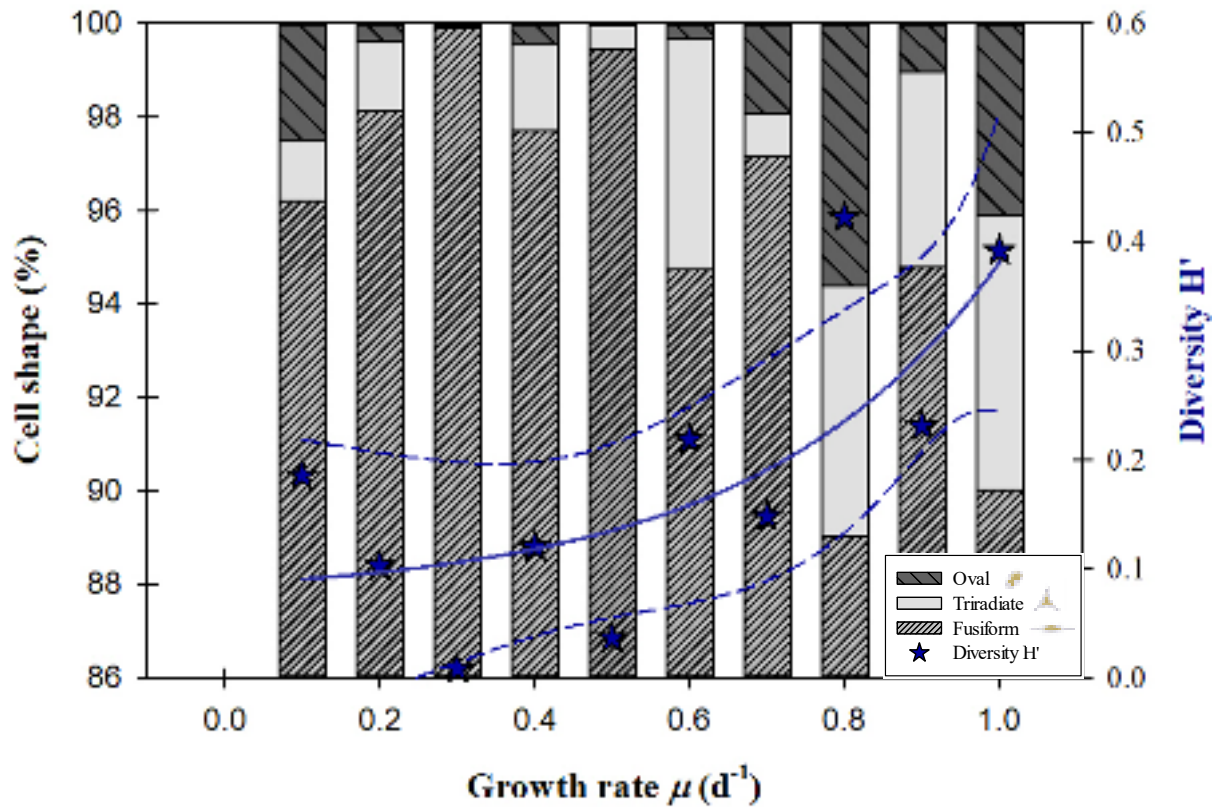 100
98
96
94
92
90
88
86
Cell shape (%)
0.6
0.5
0.4
0.3
0.2
0.1
0.0
Diversity H'
Oval
Triradiate
Fusiform
Diversity H'
0.0 0.2 0.4 0.6 0.8 1.0
Growth rate μ (d⁻¹)